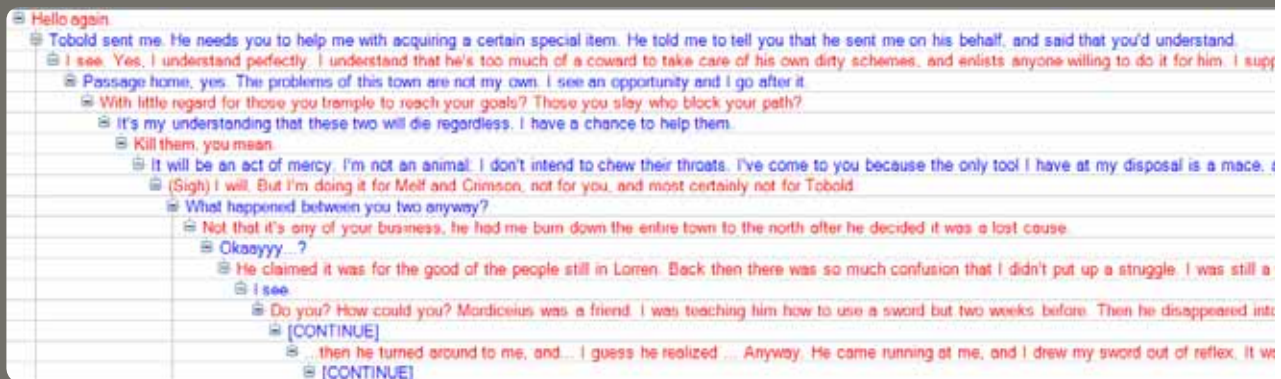 Hello again.
Tobold sent me. He needs you to help me with acquiring a certain special item. He told me to tell you that he sent me on his behalf, and said that you'd understand.
I see. Yes, I understand perfectly. I understand that he's too much of a coward to take care of his own dirty schemes, and enlists anyone willing to do it for him. I supp
Passage home, yes. The problems of this town are not my own. I see an opportunity and I go after it.
With little regard for those you trample to reach your goals? Those you slay who block your path?
It's my understanding that these two will die regardless. I have a chance to help them.
Kill them, you mean.
It will be an act of mercy. I'm not an animal; I don't intend to chew their throats. I've come to you because the only tool I have at my disposal is a mace, a
(Sigh) I will. But I'm doing it for Melf and Crimson, not for you, and most certainly not for Tobold.
What happened between you two anyway?
Not that it's any of your business, he had me burn down the entire town to the north after he decided it was a lost cause.
Okaayyy...?
He claimed it was for the good of the people still in Lorren. Back then there was so much confusion that I didn't put up a struggle. I was still a
I see.
Do you? How could you? Mordiceius was a friend. I was teaching him how to use a sword but two weeks before. Then he disappeared into
[CONTINUE]
...then he turned around to me, and... I guess he realized ... Anyway. He came running at me, and I drew my sword out of reflex. It wa
[CONTINUE]